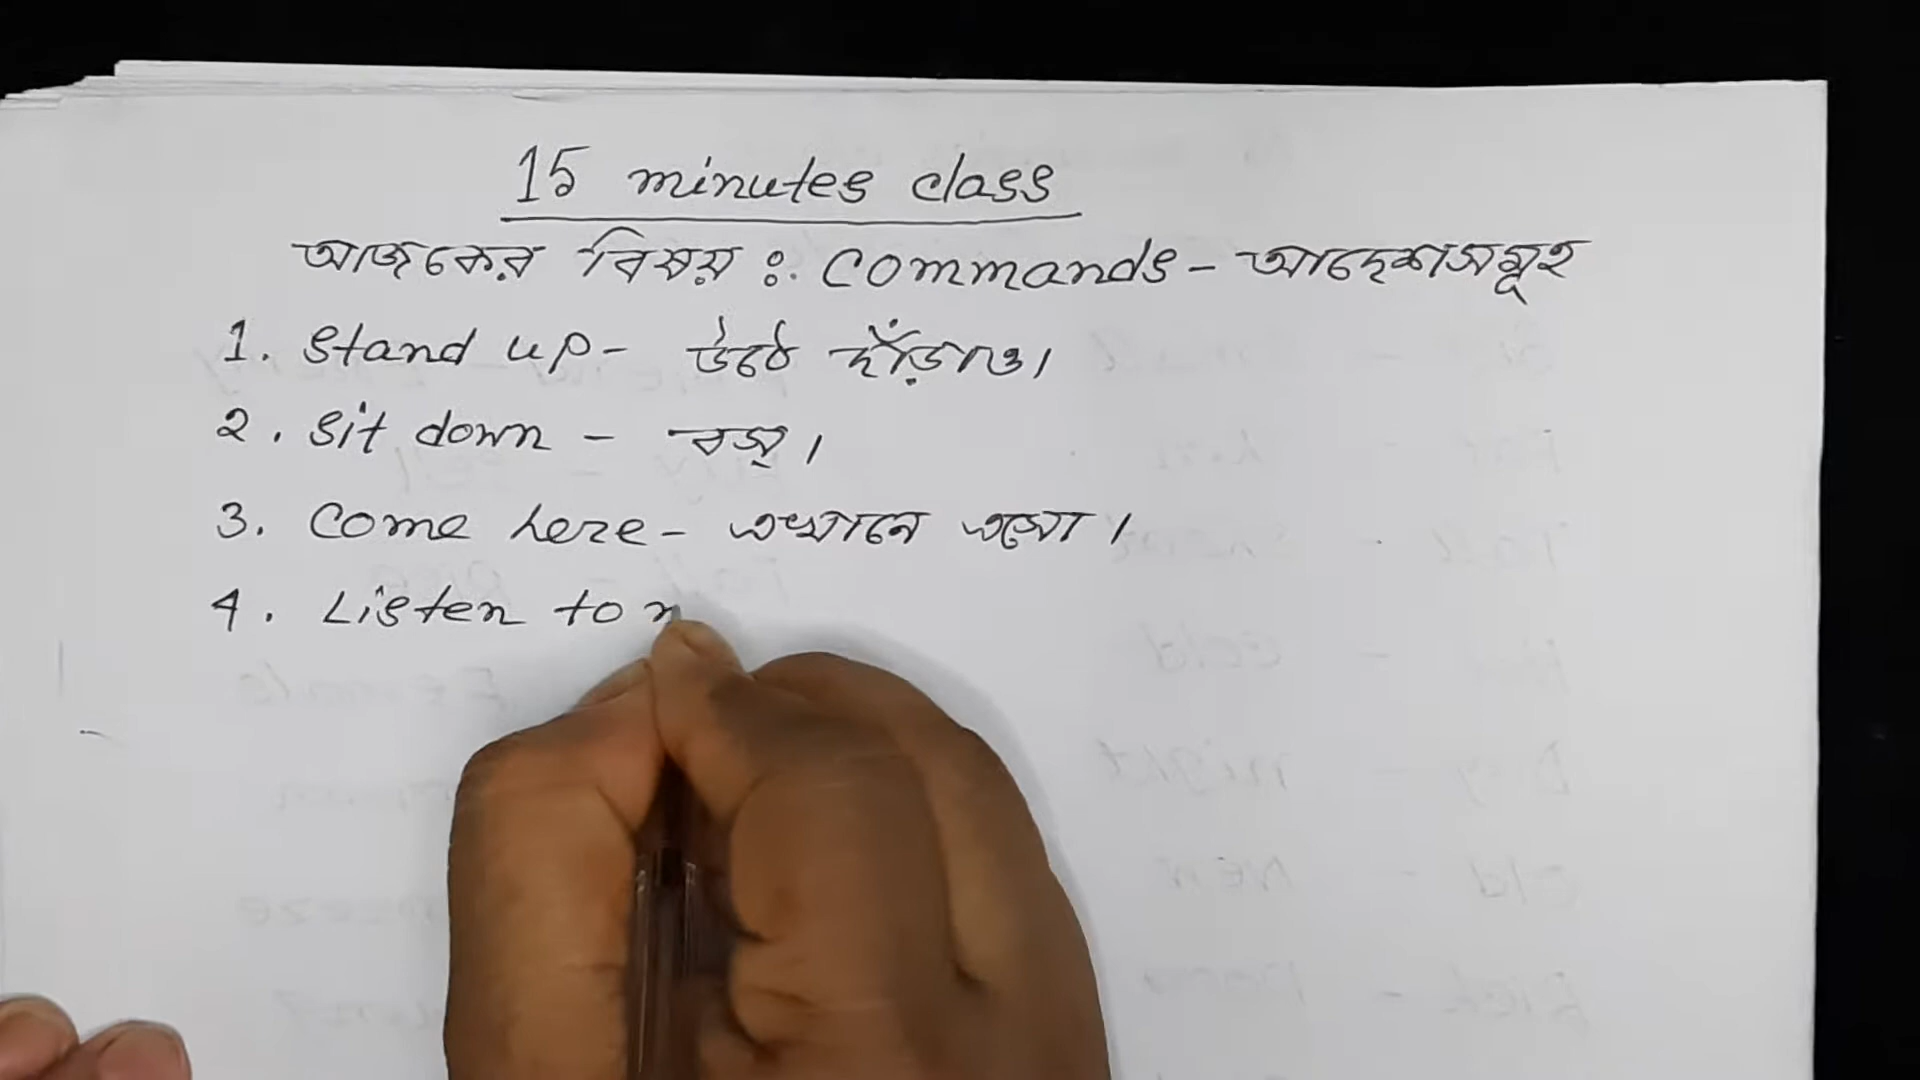 15 minutes class
আজকের বিষয় : Commands - আদেশসমূহ
1. Stand up - উঠে দাঁড়াও।
2. Sit down - বস।
3. Come here - এখানে এসো।
4. Listen to